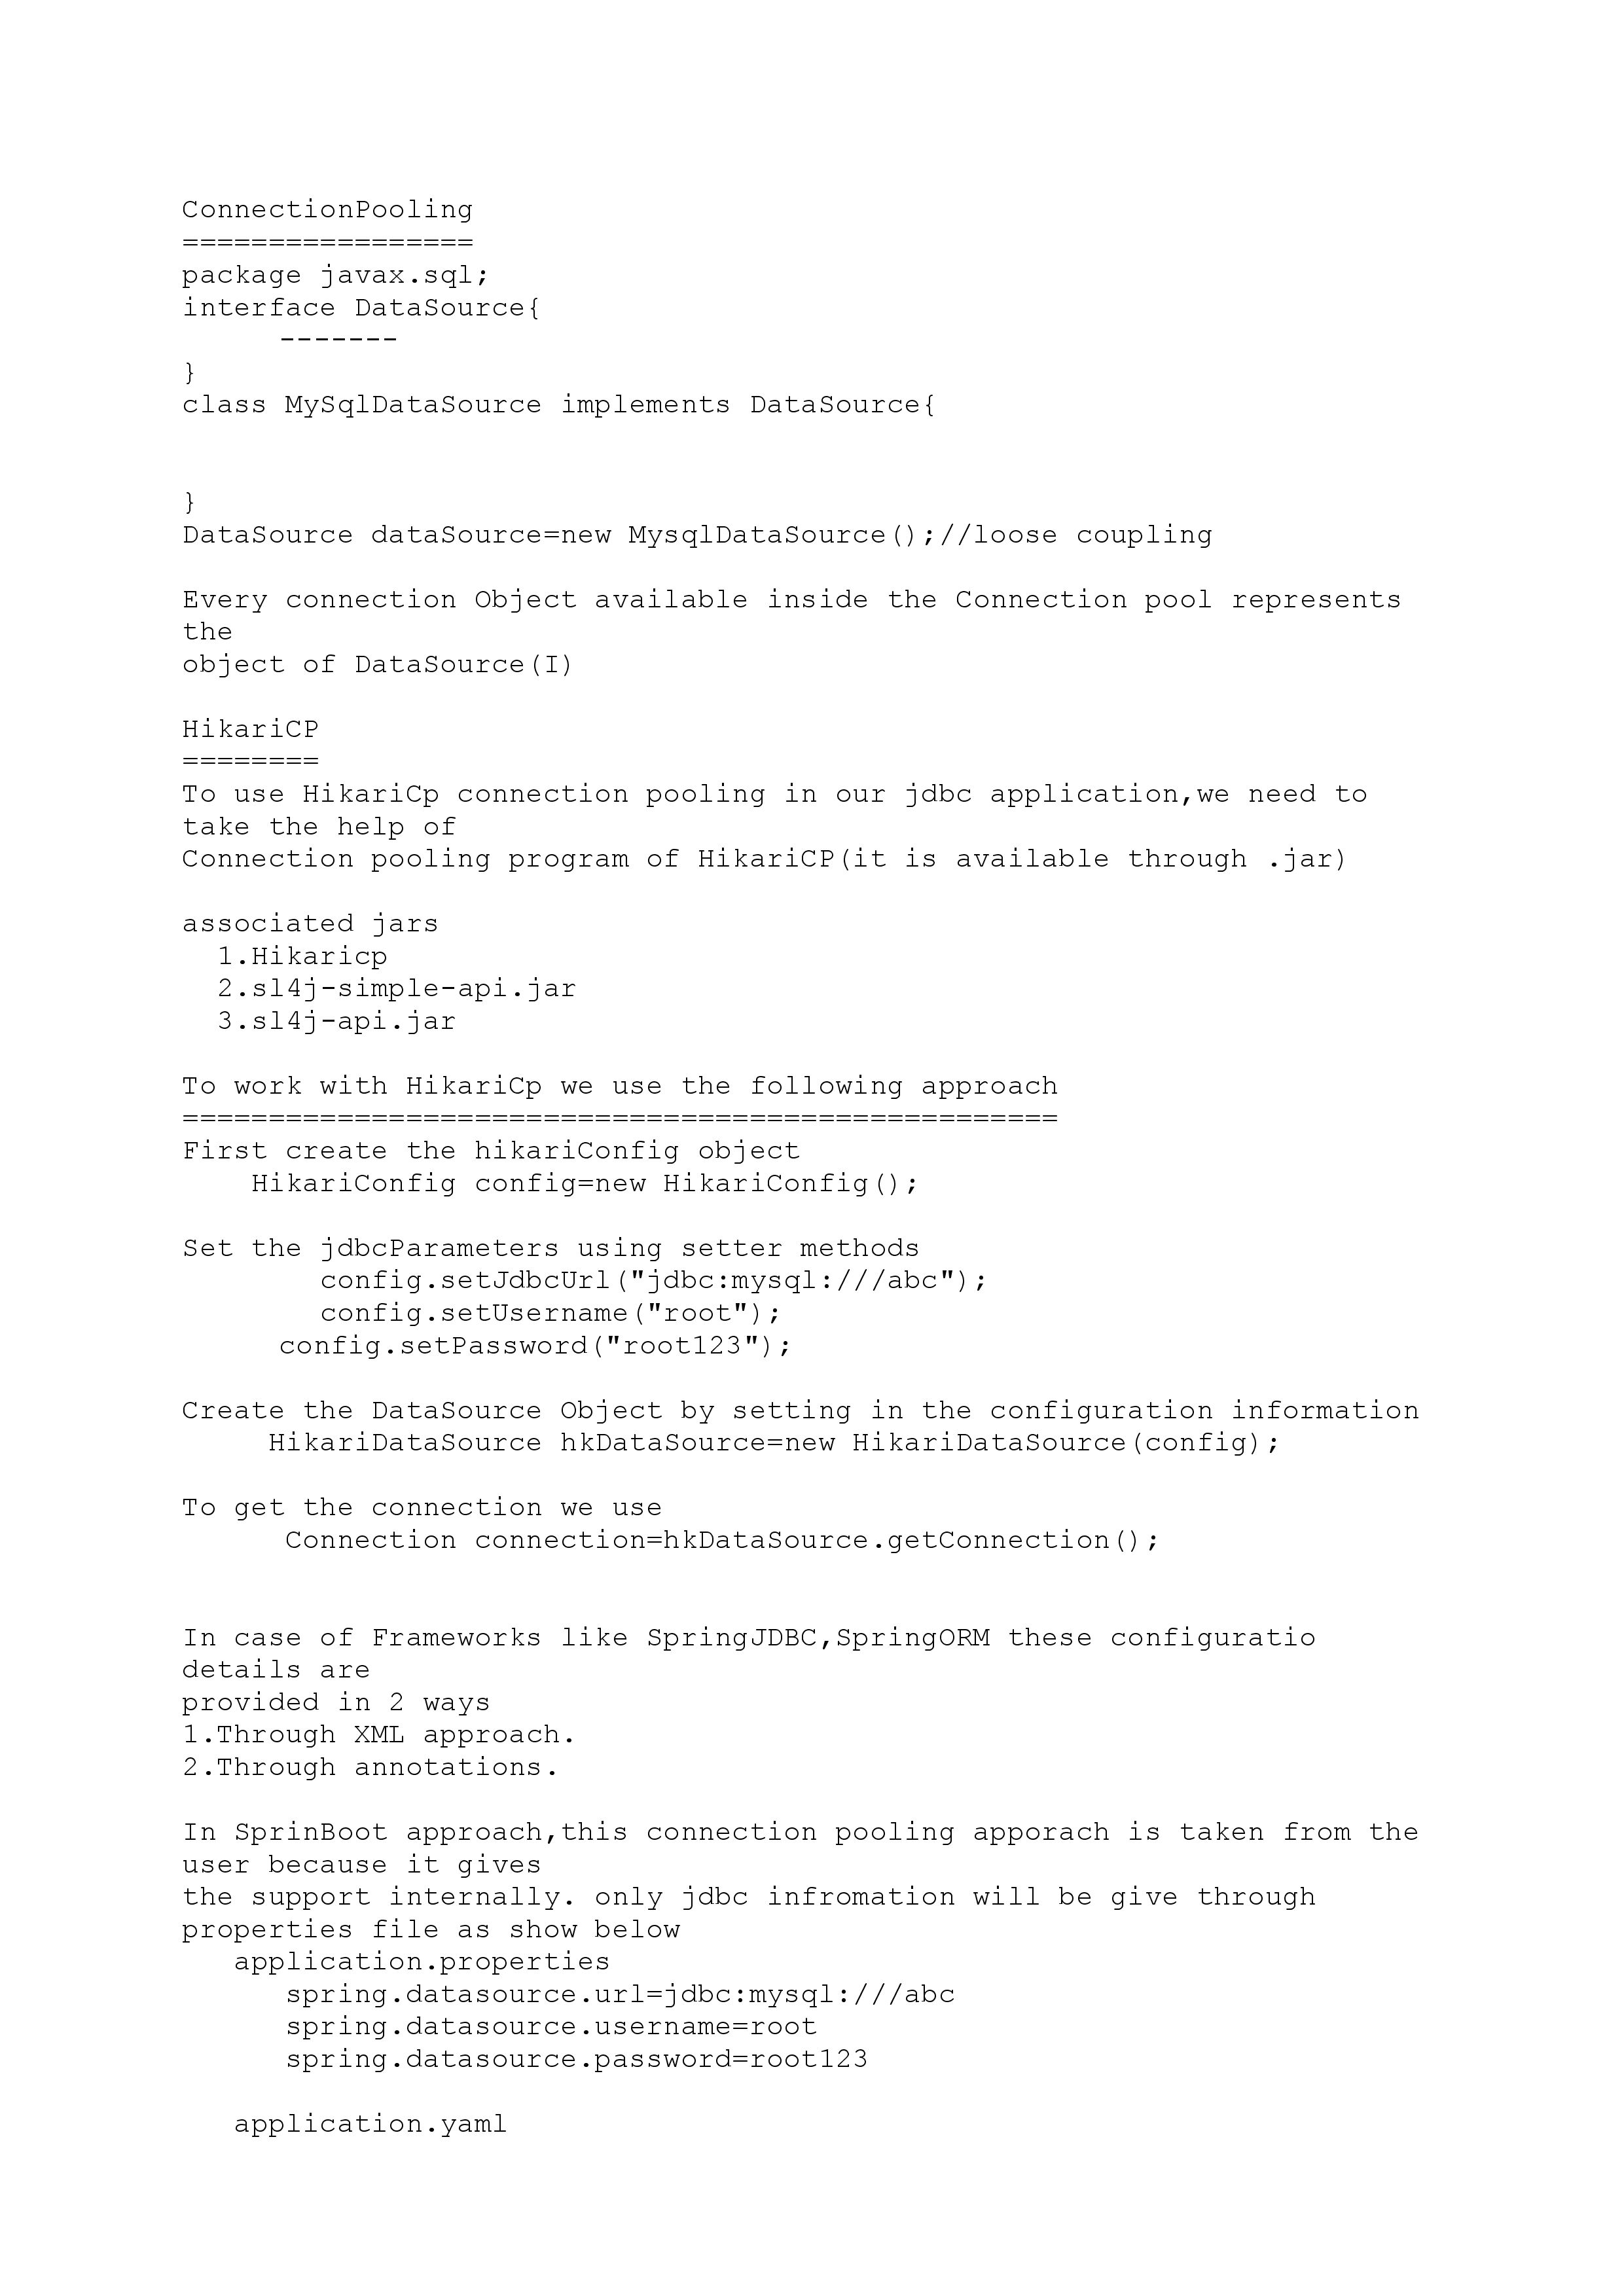 ConnectionPooling
=================
package javax.sql;
interface DataSource{
-------
}
class MySqlDataSource implements DataSource{
}
DataSource dataSource=new MysqlDataSource();//loose coupling
Every connection Object available inside the Connection pool represents
the
object of DataSource(I)
HikariCP
========
To use HikariCp connection pooling in our jdbc application,we need to
take the help of
Connection pooling program of HikariCP(it is available through .jar)
associated jars
1.Hikaricp
2.sl4j-simple-api.jar
3.sl4j-api.jar
To work with HikariCp we use the following approach
===================================================
First create the hikariConfig object
HikariConfig config=new HikariConfig();
Set the jdbcParameters using setter methods
config.setJdbcUrl("jdbc:mysql:///abc");
config.setUsername("root");
config.setPassword("root123");
Create the DataSource Object by setting in the configuration information
HikariDataSource hkDataSource=new HikariDataSource(config);
To get the connection we use
Connection connection=hkDataSource.getConnection();
In case of Frameworks like SpringJDBC,SpringORM these configuratio
details are
provided in 2 ways
1.Through XML approach.
2.Through annotations.
In SprinBoot approach,this connection pooling apporach is taken from the
user because it gives
the support internally. only jdbc infromation will be give through
properties file as show below
application.properties
spring.datasource.url=jdbc:mysql:///abc
spring.datasource.username=root
spring.datasource.password=root123
application.yaml